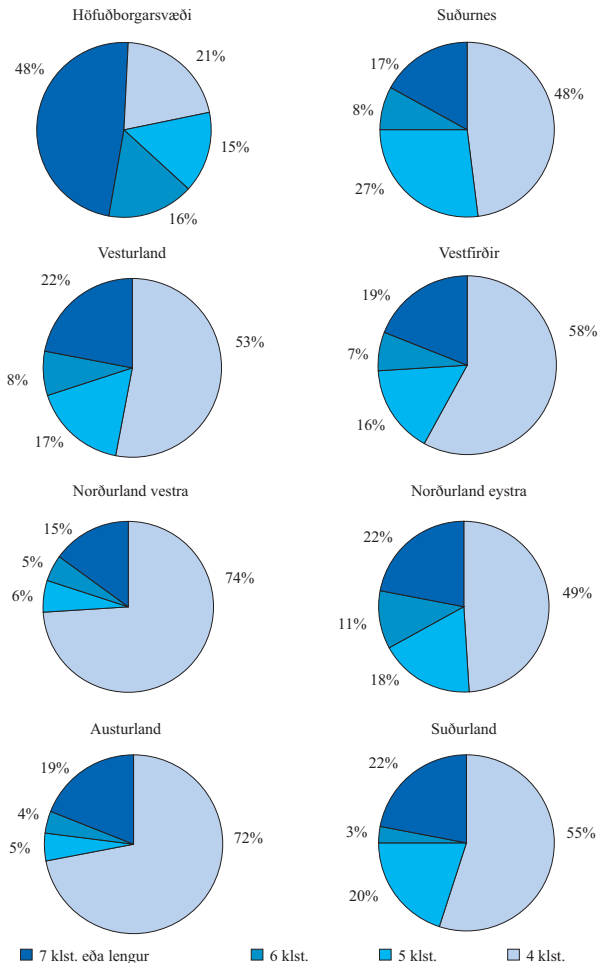 Höfuðborgarsvæði
48%
21%
15%
16%
Suðurnes
17%
48%
8%
27%
Vesturland
22%
53%
8%
17%
Vestfirðir
19%
58%
7%
16%
Norðurland vestra
15%
5%
74%
6%
Norðurland eystra
22%
49%
11%
18%
Austurland
19%
4%
72%
5%
Suðurland
22%
55%
3%
20%
7 klst. eða lengur
6 klst.
5 klst.
4 klst.